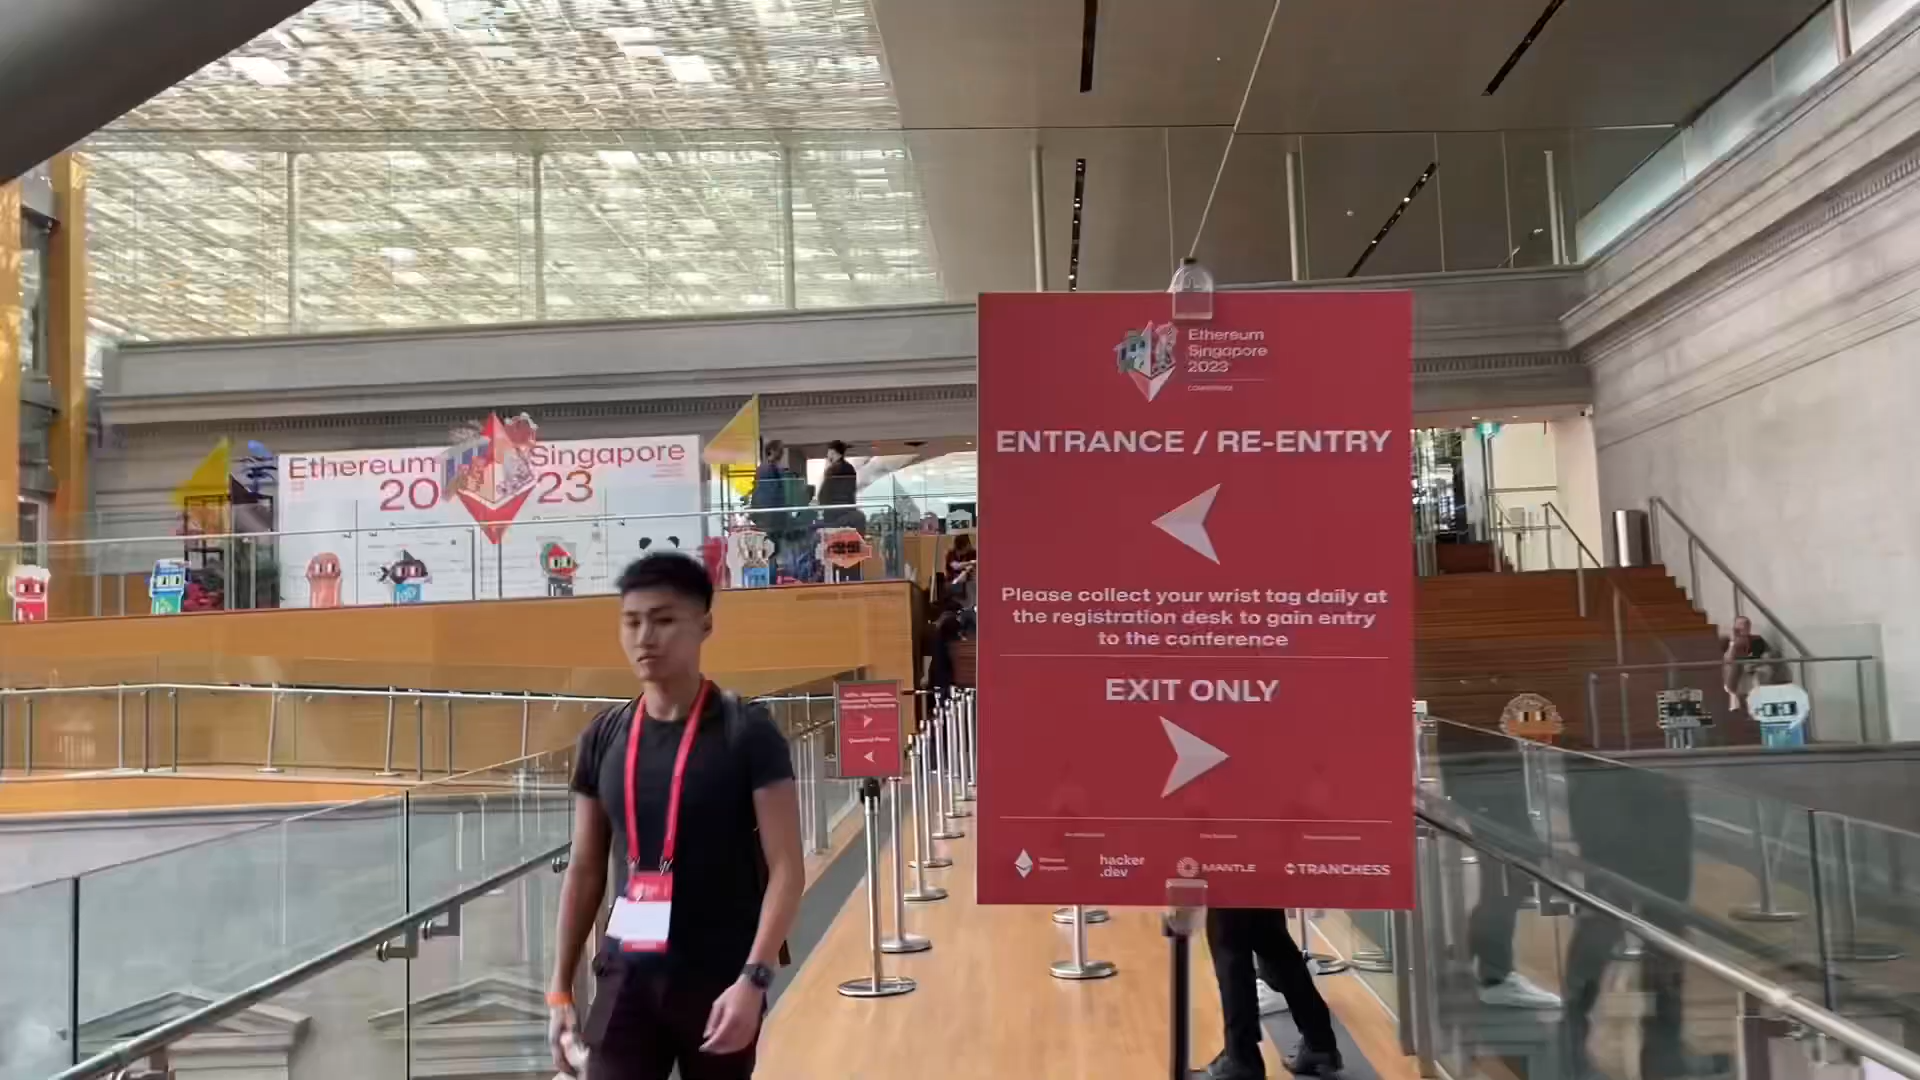 Ethereum
Singapore
2023
CONFERENCE
ENTRANCE / RE-ENTRY
Please collect your wrist tag daily at
the registration desk to gain entry
to the conference
EXIT ONLY
hacker
.dev
MANTLE
TRANCHESS
Ethereum Singapore
20 23